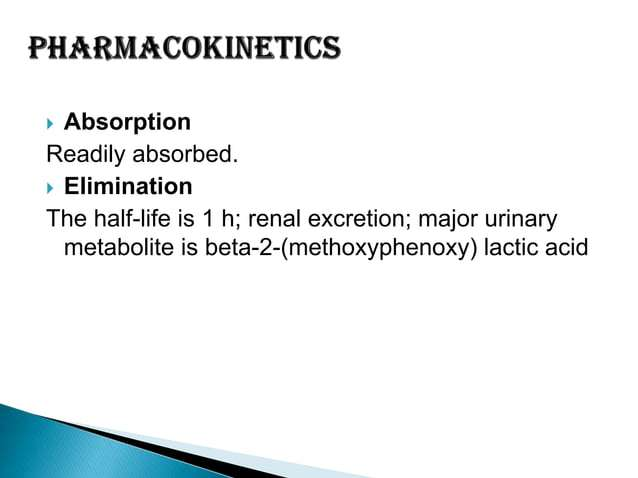 PHARMACOKINETICS
Absorption
Readily absorbed.
Elimination
The half-life is 1 h; renal excretion; major urinary
metabolite is beta-2-(methoxyphenoxy) lactic acid